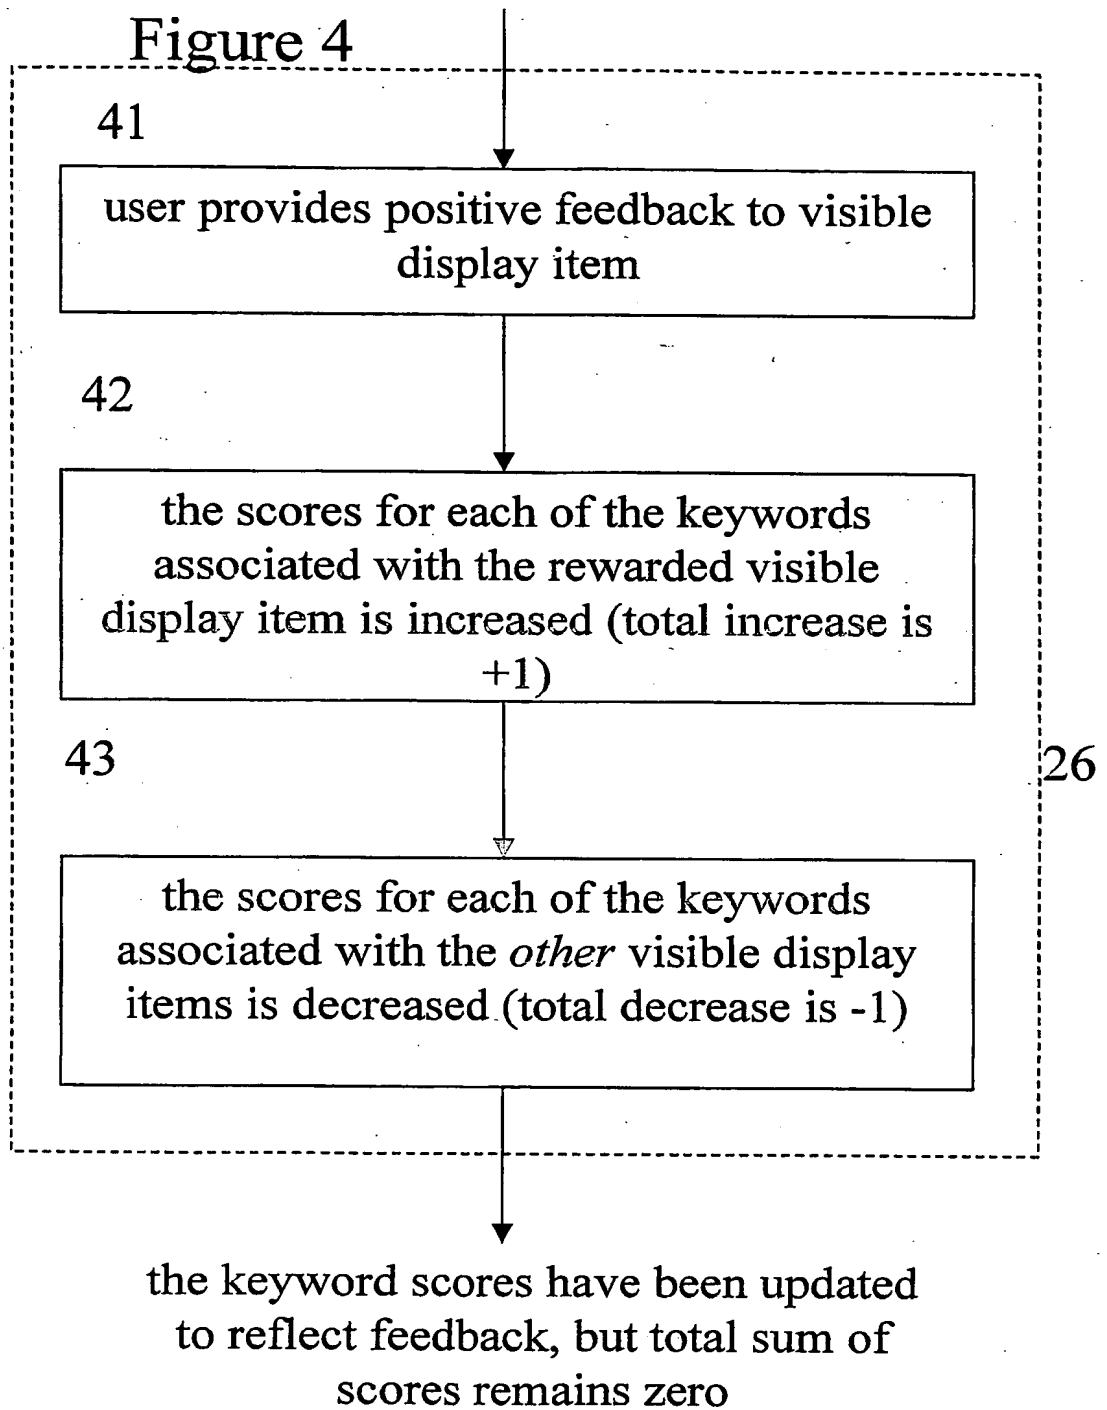 Figure 4
41
user provides positive feedback to visible
display item
42
the scores for each of the keywords
associated with the rewarded visible
display item is increased (total increase is
+1)
43
26
the scores for each of the keywords
associated with the other visible display
items is decreased (total decrease is -1)
the keyword scores have been updated
to reflect feedback, but total sum of
scores remains zero